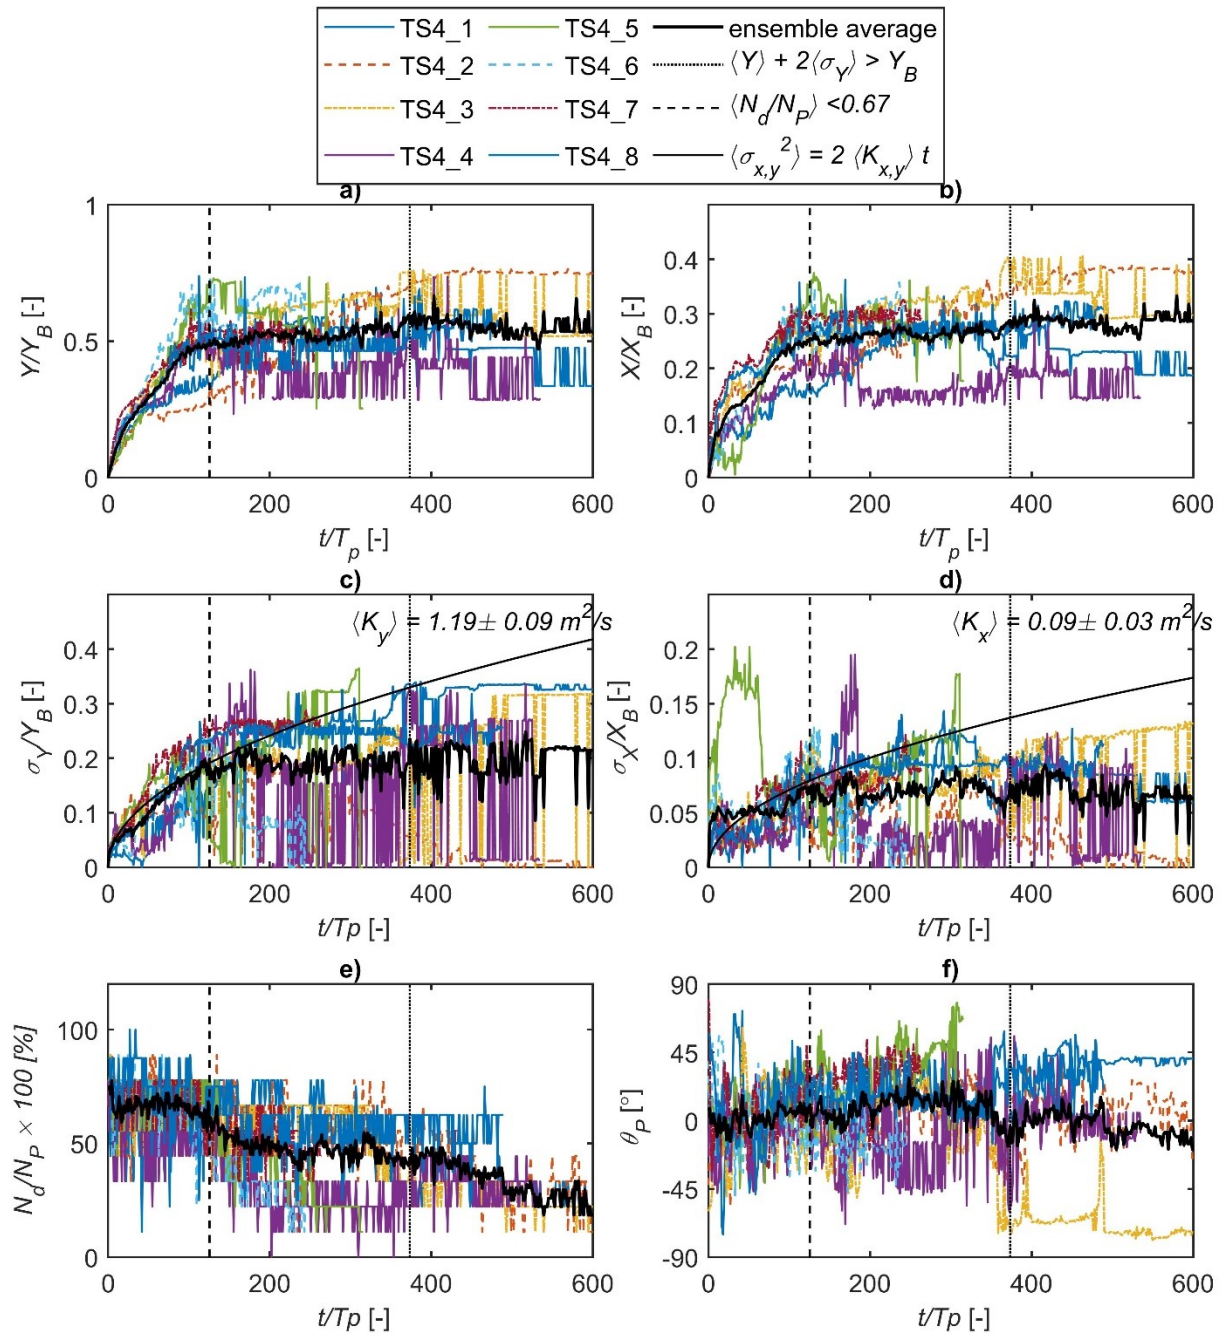 TS4_1 TS4_5 ensemble average
TS4_2 TS4_6 ⟨Y⟩ + 2⟨σ_Y⟩ > Y_B
TS4_3 TS4_7 ⟨N_d/N_P⟩ <0.67
TS4_4 TS4_8 ⟨σ_{x,y}^2⟩ = 2 ⟨K_{x,y}⟩ t
a)
1
0.5
0
Y/Y_B [-]
0 200 400 600
t/T_p [-]
b)
0.4
0.3
0.2
0.1
0
X/X_B [-]
0 200 400 600
t/T_p [-]
c)
⟨K_y⟩ = 1.19± 0.09 m^2/s
0.4
0.3
0.2
0.1
0
σ_Y/Y_B [-]
0 200 400 600
t/Tp [-]
d)
⟨K_x⟩ = 0.09± 0.03 m^2/s
0.2
0.15
0.1
0.05
0
σ_X/X_B [-]
0 200 400 600
t/Tp [-]
e)
100
50
0
N_d/N_P × 100 [%]
0 200 400 600
t/Tp [-]
f)
90
45
0
-45
-90
θ_P [°]
0 200 400 600
t/Tp [-]